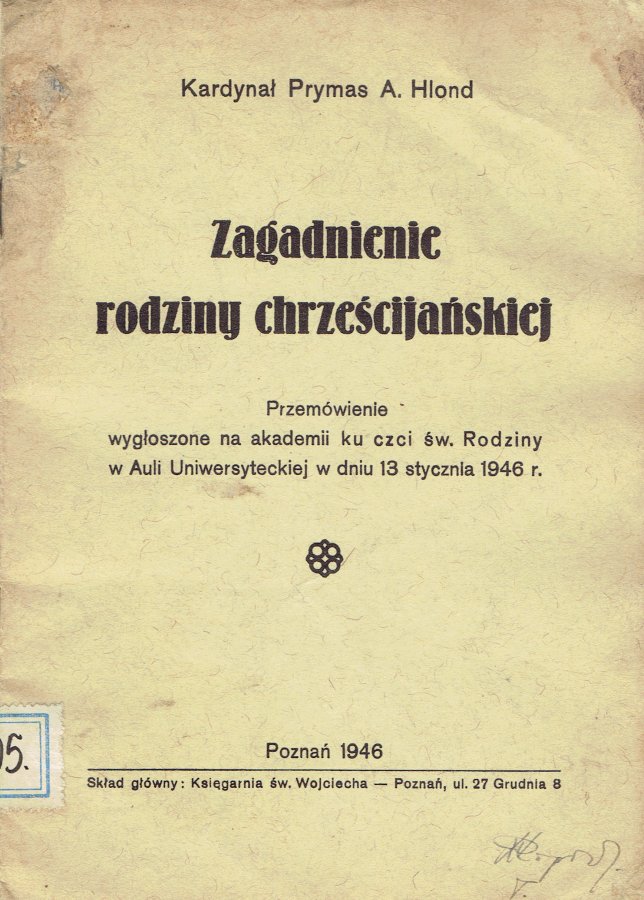 Kardynał Prymas A. Hlond
Zagadnienie
rodziny chrześcijańskiej
Przemówienie
wygłoszone na akademii ku czci św. Rodziny
w Auli Uniwersyteckiej w dniu 13 stycznia 1946 r.
05.
Poznań 1946
Skład główny: Księgarnia św. Wojciecha — Poznań, ul. 27 Grudnia 8